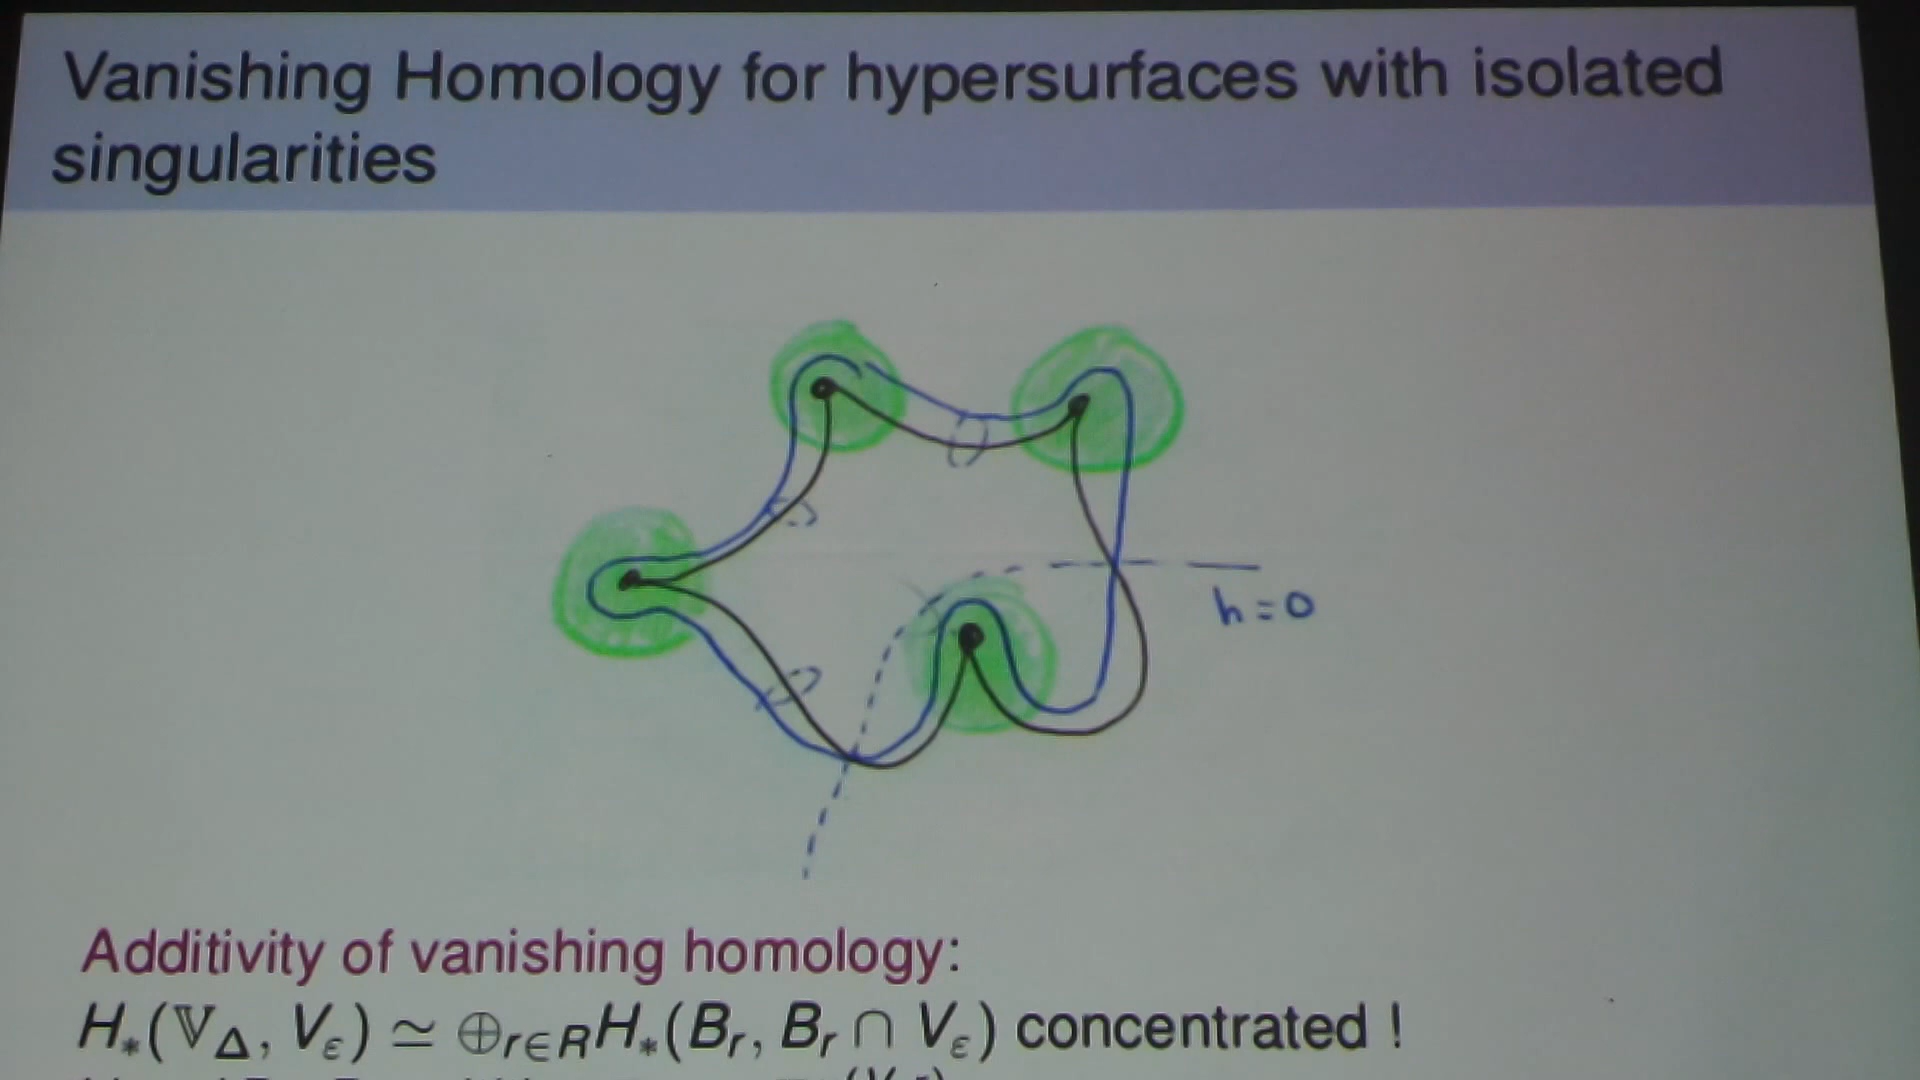 Vanishing Homology for hypersurfaces with isolated
singularities
h = 0
Additivity of vanishing homology:
H_*(𝕍_Δ, V_ε) ≃ ⊕_{r∈R} H_*(B_r, B_r ∩ V_ε) concentrated !